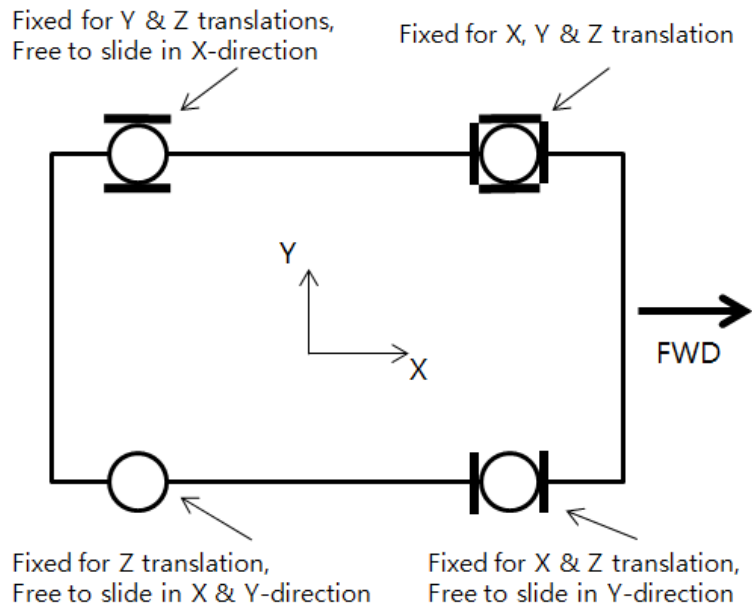 Fixed for Y & Z translations,
Free to slide in X-direction
Fixed for X, Y & Z translation
Y
X
FWD
Fixed for Z translation,
Free to slide in X & Y-direction
Fixed for X & Z translation,
Free to slide in Y-direction